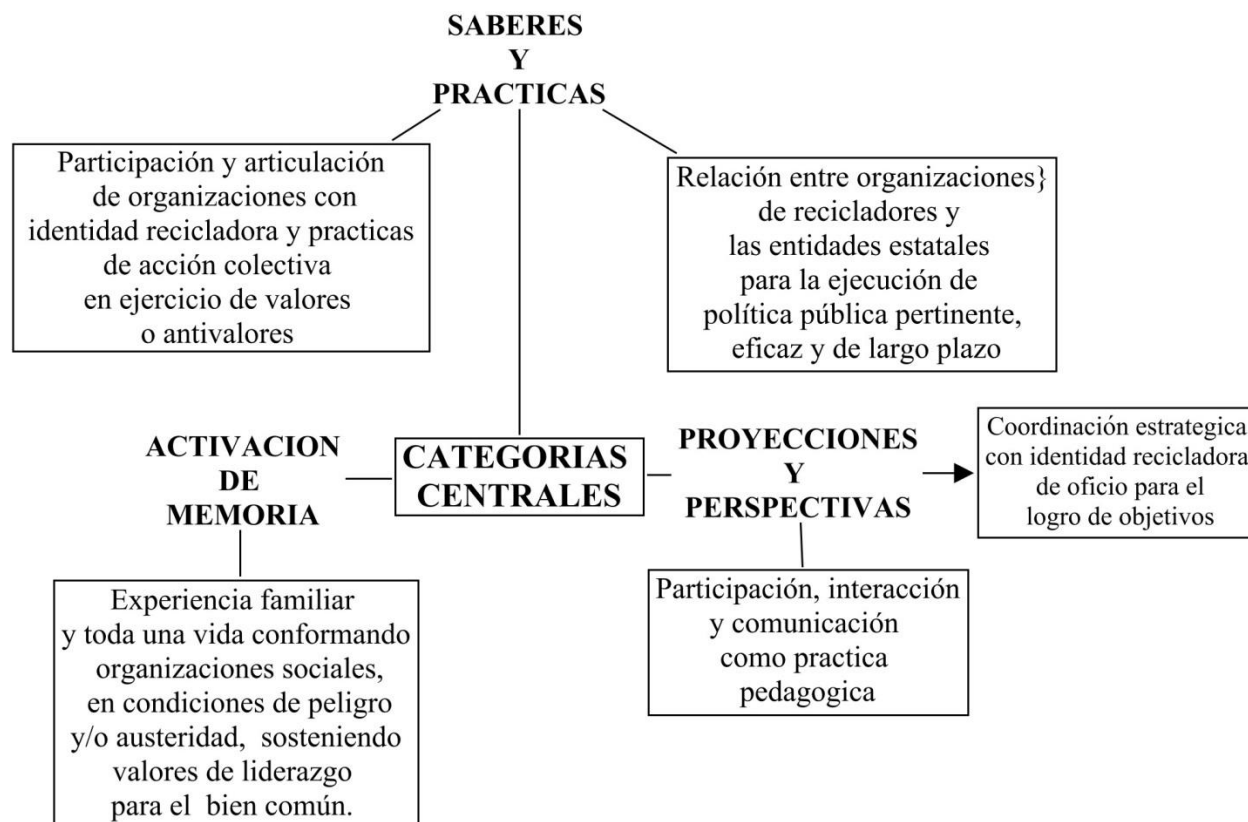 SABERES
Y
PRACTICAS
Participación y articulación
de organizaciones con
identidad recicladora y practicas
de acción colectiva
en ejercicio de valores
o antivalores
Relación entre organizaciones}
de recicladores y
las entidades estatales
para la ejecución de
política pública pertinente,
eficaz y de largo plazo
ACTIVACION
DE
MEMORIA
CATEGORIAS
CENTRALES
PROYECCIONES
Y
PERSPECTIVAS
Coordinación estrategica
con identidad recicladora
de oficio para el
logro de objetivos
Experiencia familiar
y toda una vida conformando
organizaciones sociales,
en condiciones de peligro
y/o austeridad, sosteniendo
valores de liderazgo
para el bien común.
Participación, interacción
y comunicación
como practica
pedagogica